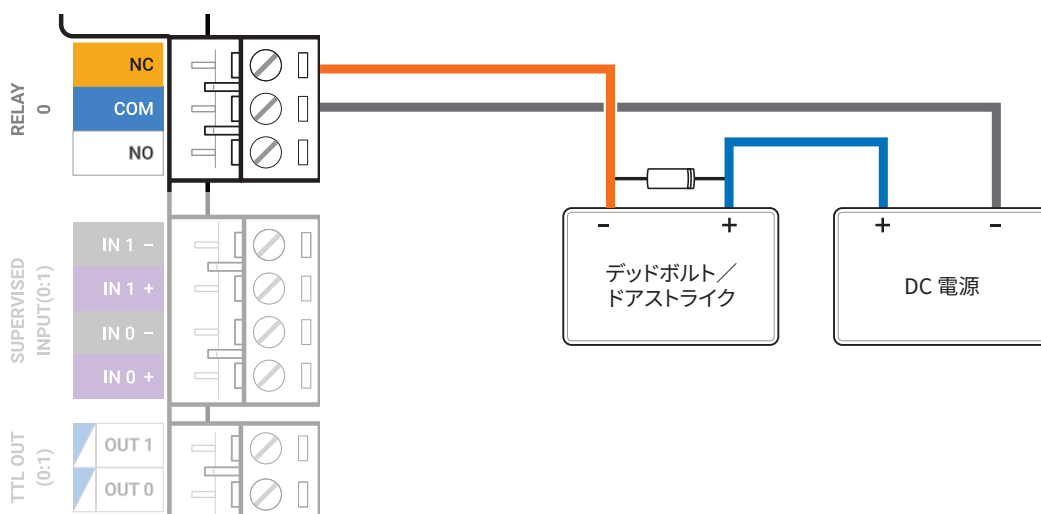 RELAY
0
NC
COM
NO
SUPERVISED
INPUT(0:1)
IN 1 −
IN 1 +
IN 0 −
IN 0 +
TTL OUT
(0:1)
OUT 1
OUT 0
− +
デッドボルト／
ドアストライク
+ −
DC 電源